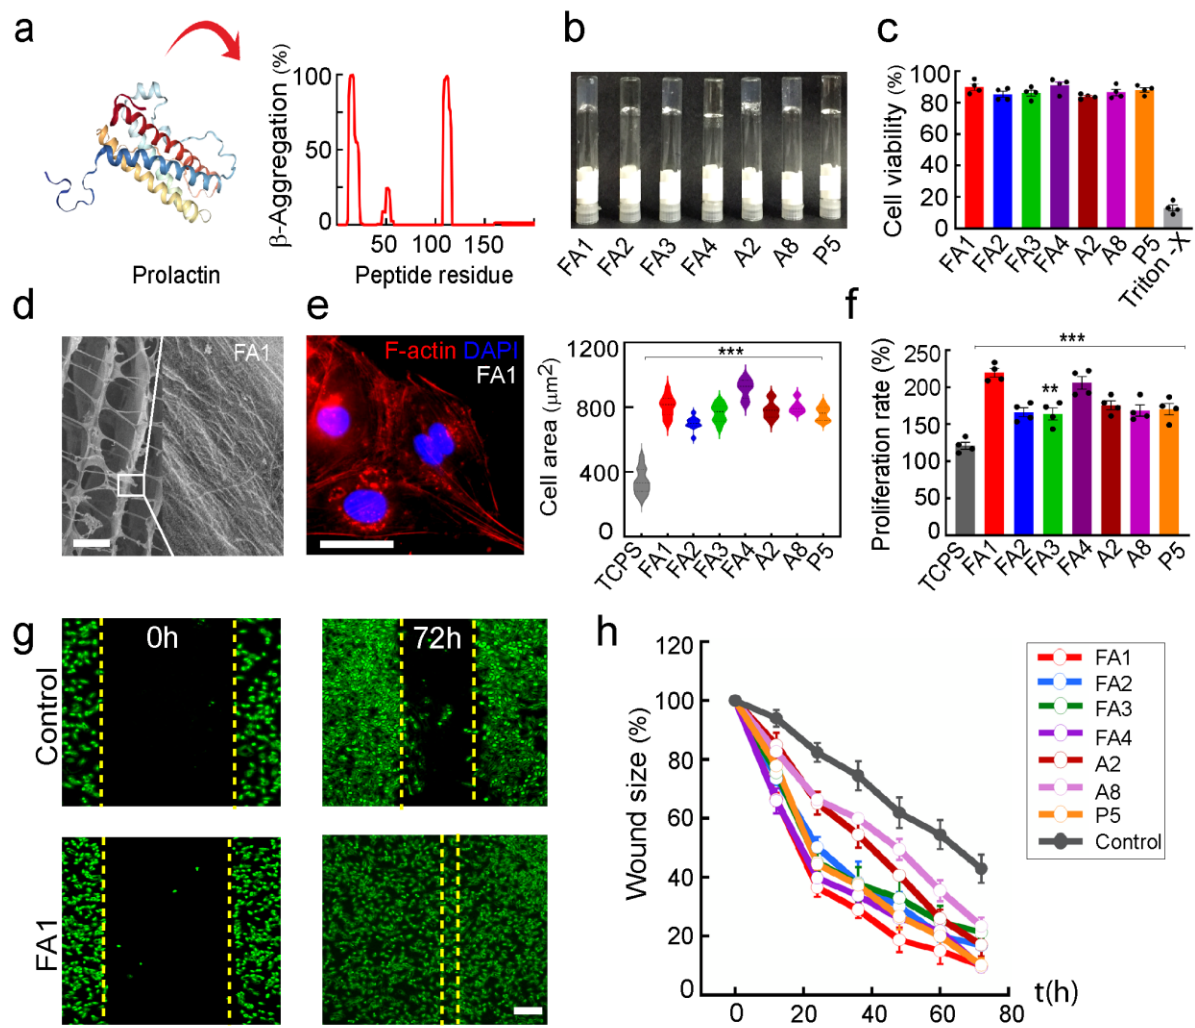 a
β-Aggregation (%)
100
50
0
50 100 150
Peptide residue
Prolactin
b
FA1 FA2 FA3 FA4 A2 A8 P5
c
Cell viability (%)
100
80
60
40
20
0
FA1 FA2 FA3 FA4 A2 A8 P5 Triton -X
d
FA1
e
F-actin DAPI
FA1
Cell area (μm²)
1200
800
400
0
***
TCPS FA1 FA2 FA3 FA4 A2 A8 P5
f
Proliferation rate (%)
250
200
150
100
50
0
***
**
TCPS FA1 FA2 FA3 FA4 A2 A8 P5
g
Control
0h
72h
FA1
h
Wound size (%)
120
100
80
60
40
20
0
0 20 40 60 80
t(h)
FA1
FA2
FA3
FA4
A2
A8
P5
Control